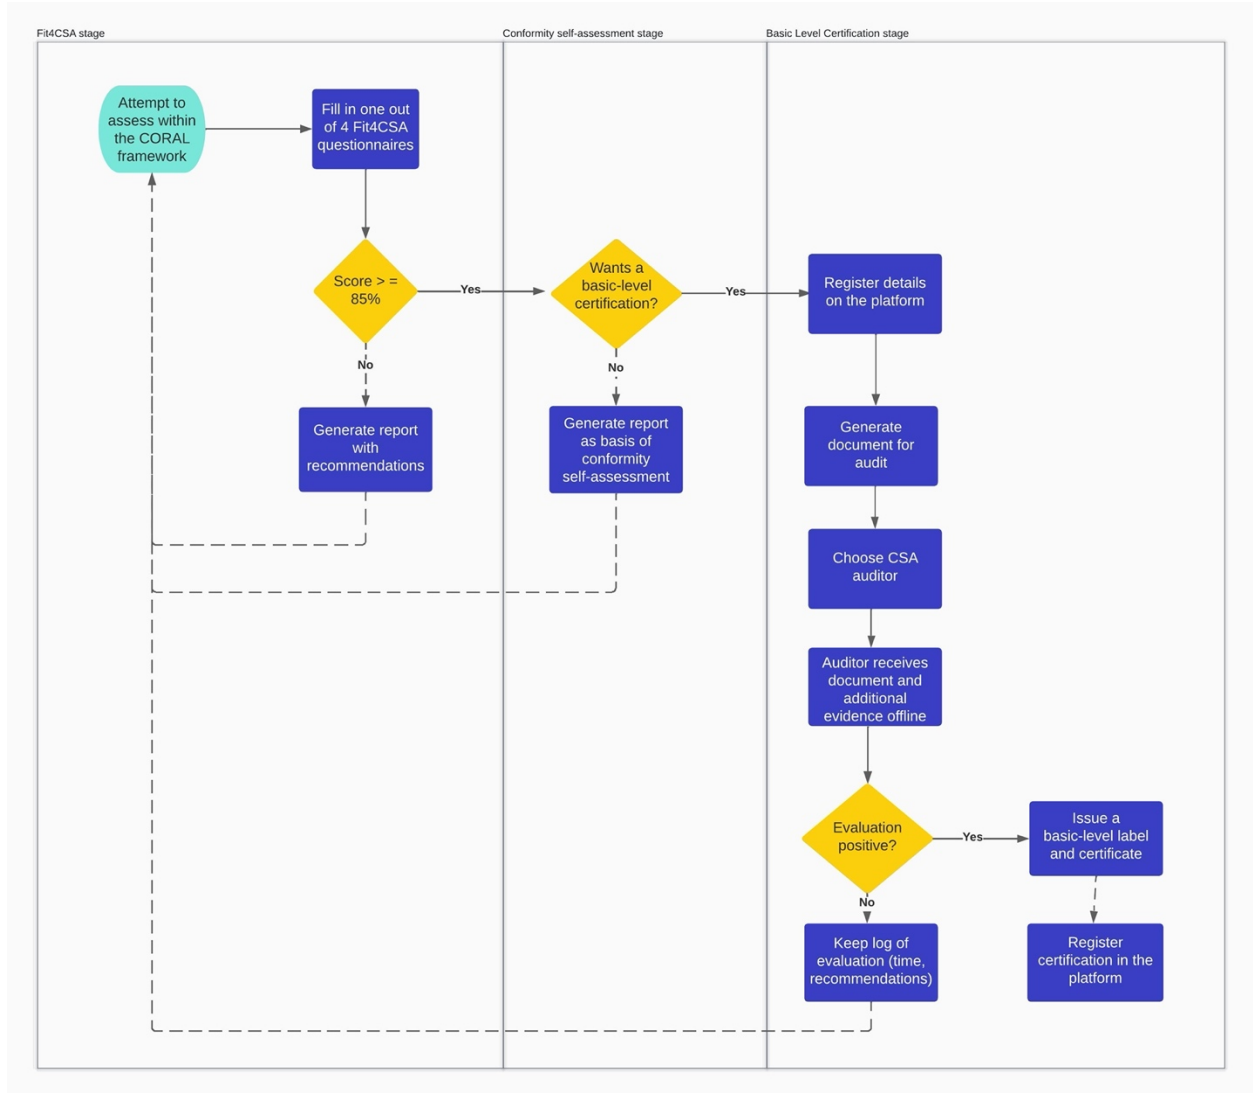 Fit4CSA stage
Conformity self-assessment stage
Basic Level Certification stage
Attempt to
assess within
the CORAL
framework
Fill in one out
of 4 Fit4CSA
questionnaires
Score > =
85%
Yes
No
Generate report
with
recommendations
Wants a
basic-level
certification?
Yes
No
Generate report
as basis of
conformity
self-assessment
Register details
on the platform
Generate
document for
audit
Choose CSA
auditor
Auditor receives
document and
additional
evidence offline
Evaluation
positive?
Yes
No
Issue a
basic-level label
and certificate
Keep log of
evaluation (time,
recommendations)
Register
certification in the
platform